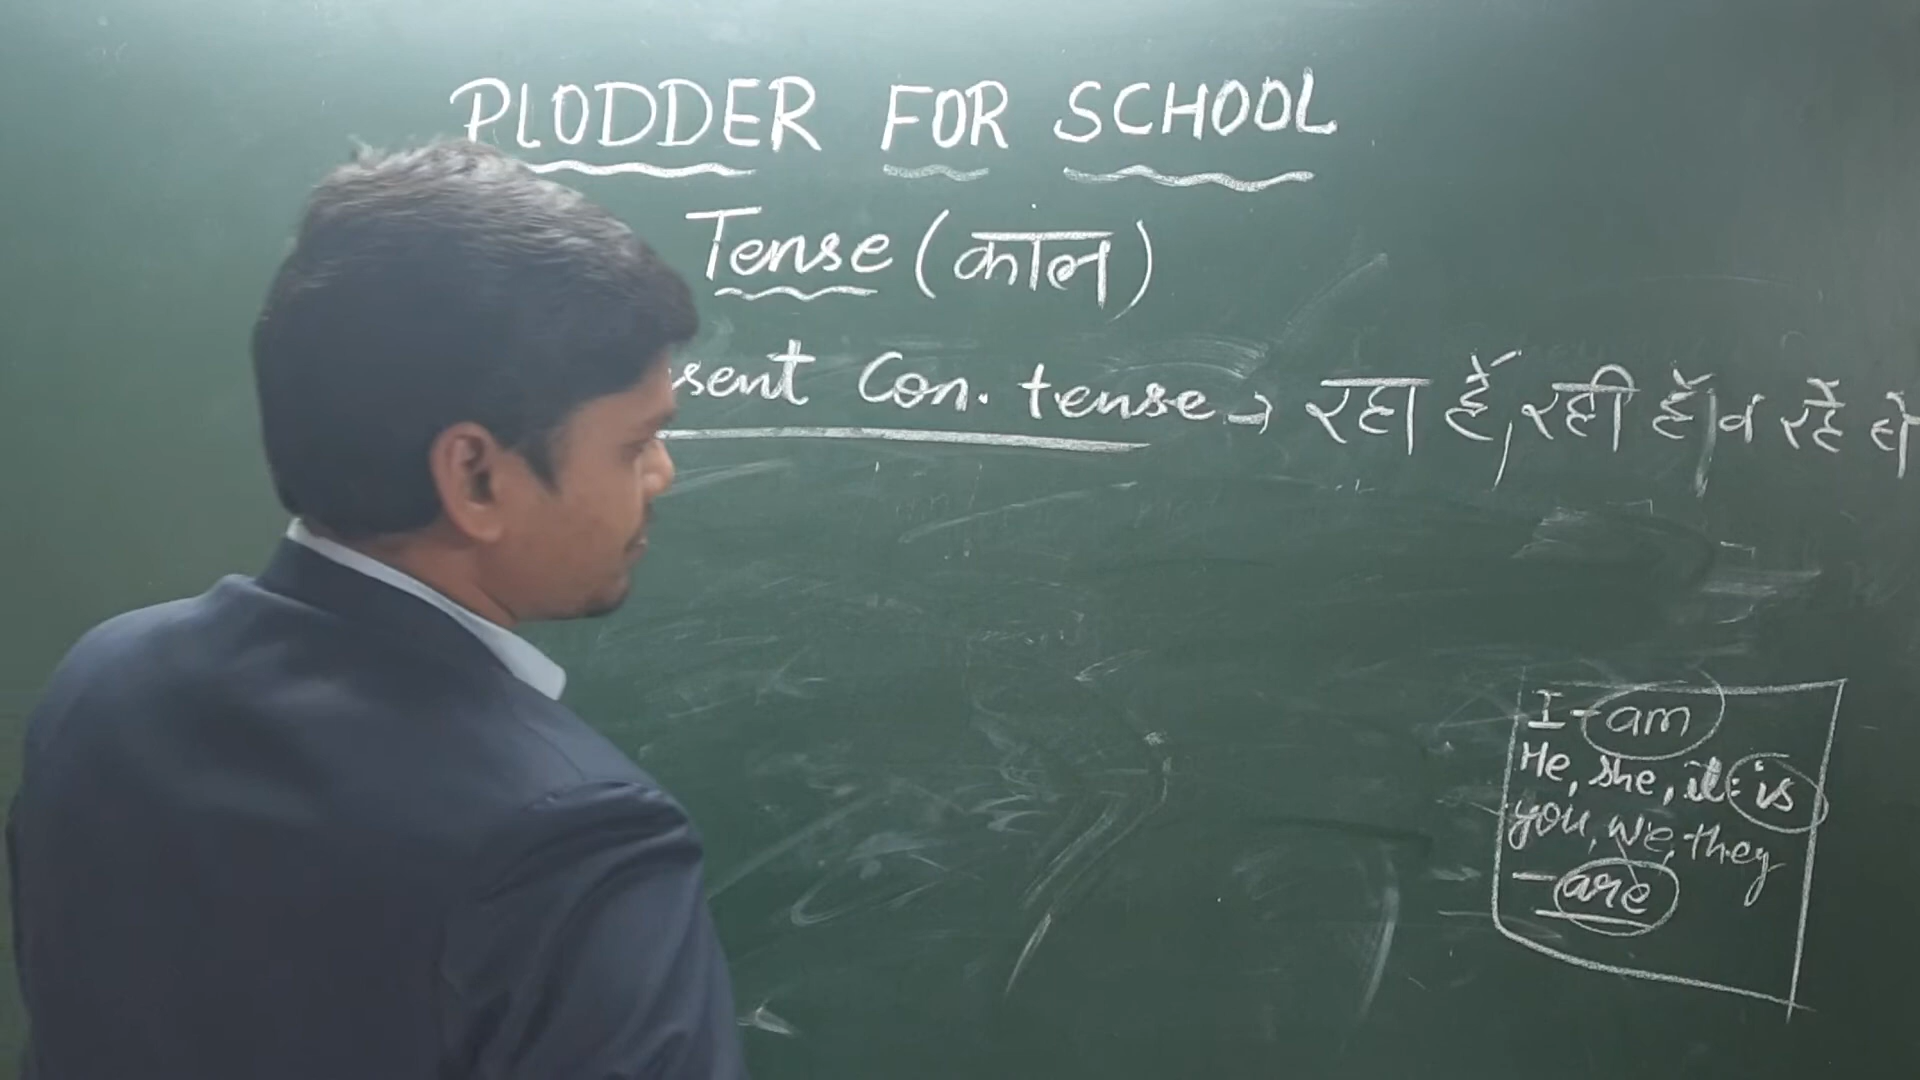 PLODDER FOR SCHOOL
Tense (काल)
sent Con. tense → रहा हैं, रही हैं, व रहें
I - am
He, she, it: is
you, we, they
- are